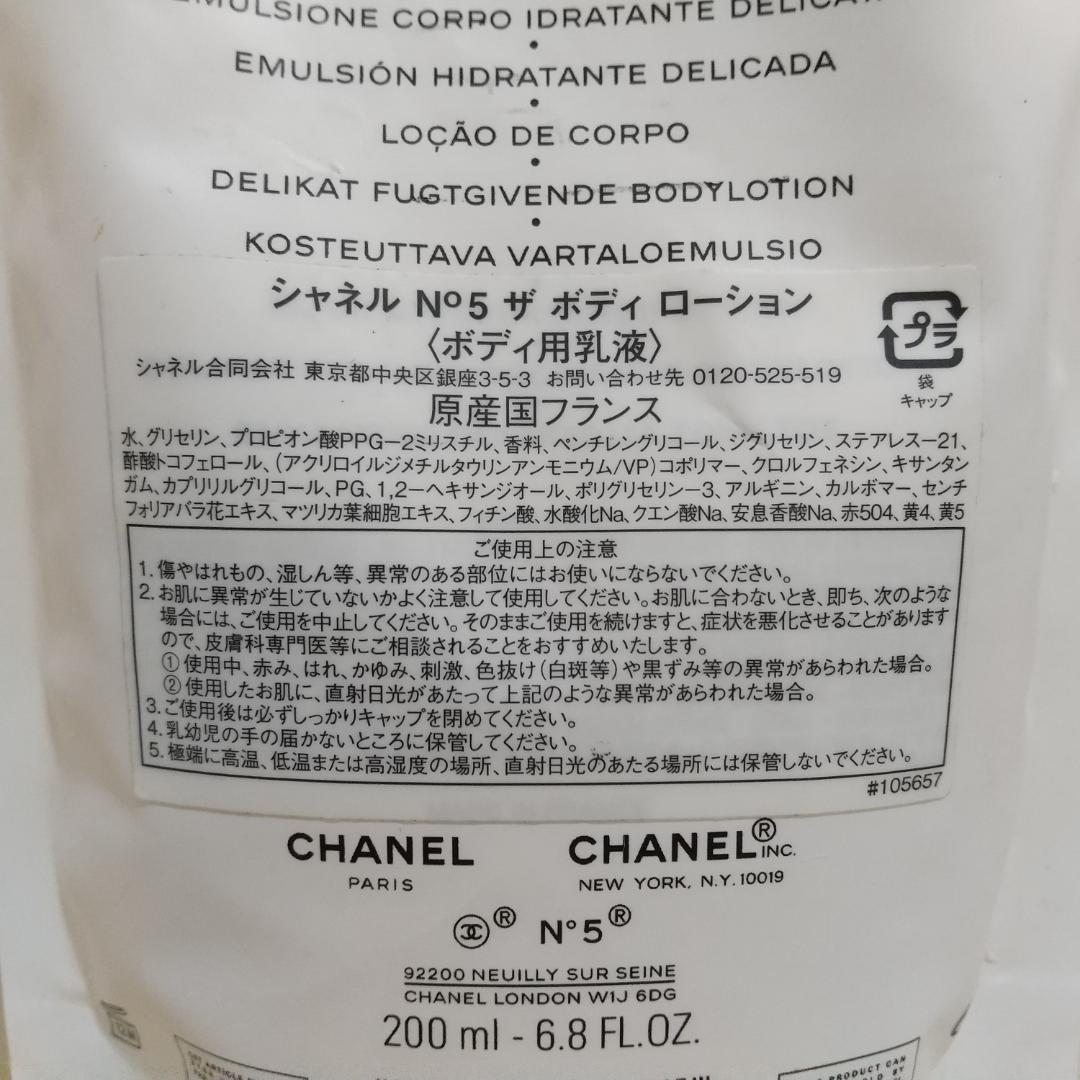 EMULSIONE CORPO IDRATANTE
EMULSIÓN HIDRATANTE DELICADA
LOÇÃO DE CORPO
DELIKAT FUGTGIVENDE BODYLOTION
KOSTEUTTAVA VARTALOEMULSIO
シャネル Nº5 ザ ボディ ローション
〈ボディ用乳液〉
シャネル合同会社 東京都中央区銀座3-5-3 お問い合わせ先 0120-525-519
原産国フランス
プラ
袋
キャップ
水、グリセリン、プロピオン酸PPG-2ミリスチル、香料、ペンチレングリコール、ジグリセリン、ステアレス-21、
酢酸トコフェロール、(アクリロイルジメチルタウリンアンモニウム/VP)コポリマー、クロルフェネシン、キサンタン
ガム、カプリリルグリコール、PG、1,2-ヘキサンジオール、ポリグリセリン-3、アルギニン、カルボマー、センチ
フォリアバラ花エキス、マツリカ葉細胞エキス、フィチン酸、水酸化Na、クエン酸Na、安息香酸Na、赤504、黄4、黄5
ご使用上の注意
1. 傷やはれもの、湿しん等、異常のある部位にはお使いにならないでください。
2. お肌に異常が生じていないかよく注意して使用してください。お肌に合わないとき、即ち、次のような
場合には、ご使用を中止してください。そのままご使用を続けますと、症状を悪化させることがあります
ので、皮膚科専門医等にご相談されることをおすすめいたします。
①使用中、赤み、はれ、かゆみ、刺激、色抜け(白斑等)や黒ずみ等の異常があらわれた場合。
②使用したお肌に、直射日光があたって上記のような異常があらわれた場合。
3. ご使用後は必ずしっかりキャップを閉めてください。
4. 乳幼児の手の届かないところに保管してください。
5. 極端に高温、低温または高湿度の場所、直射日光のあたる場所には保管しないでください。
#105657
CHANEL
PARIS
CHANEL® INC.
NEW YORK, N.Y. 10019
® N°5®
92200 NEUILLY SUR SEINE
CHANEL LONDON W1J 6DG
200 ml - 6.8 FL.OZ.
PRODUCT CAN